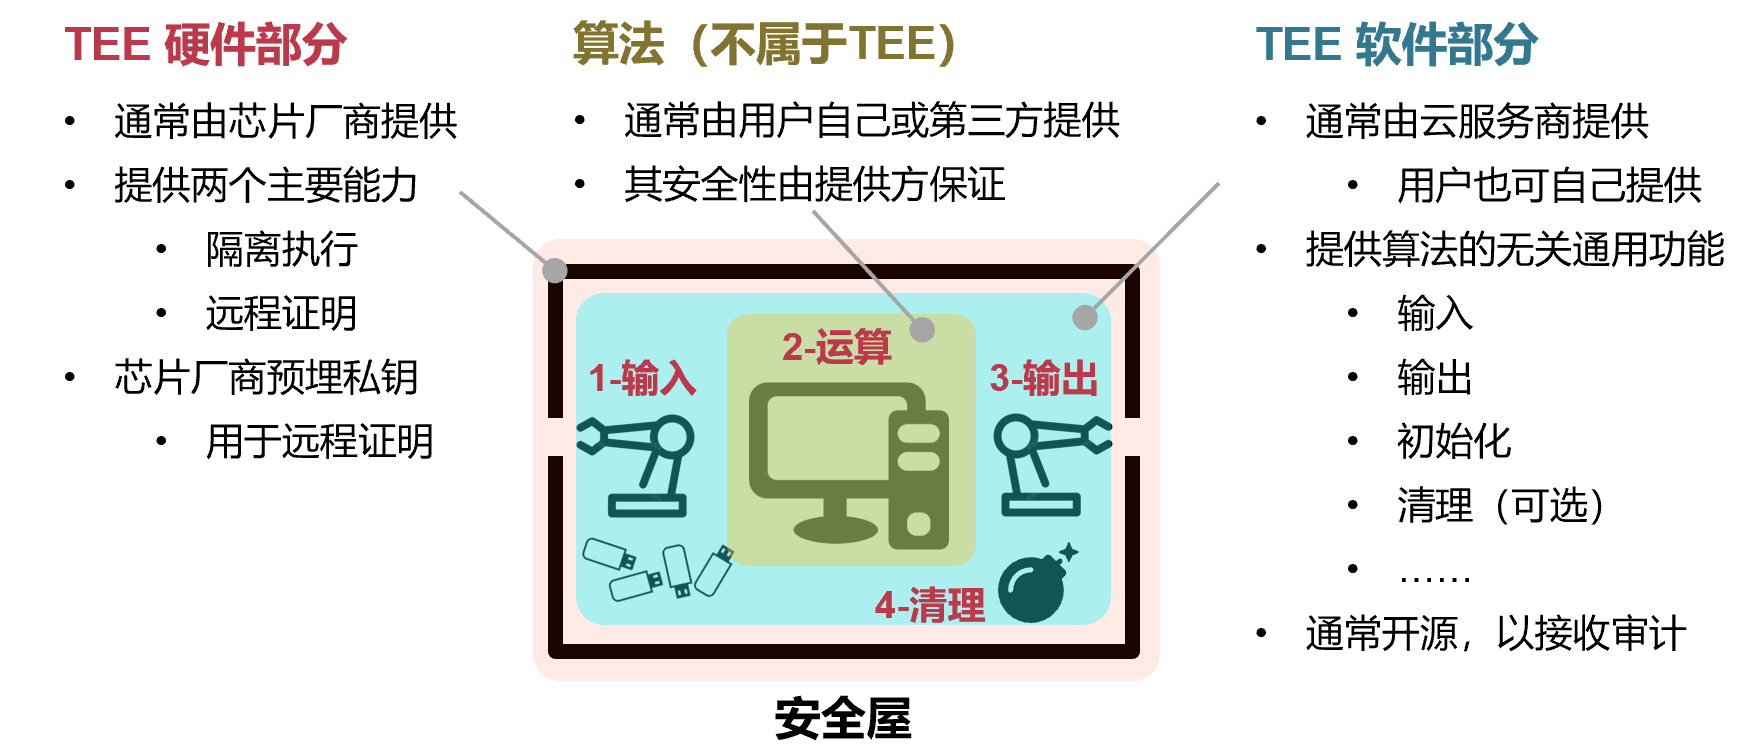 TEE 硬件部分
• 通常由芯片厂商提供
• 提供两个主要能力
• 隔离执行
• 远程证明
• 芯片厂商预埋私钥
• 用于远程证明
算法（不属于TEE）
• 通常由用户自己或第三方提供
• 其安全性由提供方保证
TEE 软件部分
• 通常由云服务商提供
• 用户也可自己提供
• 提供算法的无关通用功能
• 输入
• 输出
• 初始化
• 清理（可选）
• ……
• 通常开源，以接收审计
1-输入
2-运算
3-输出
4-清理
安全屋